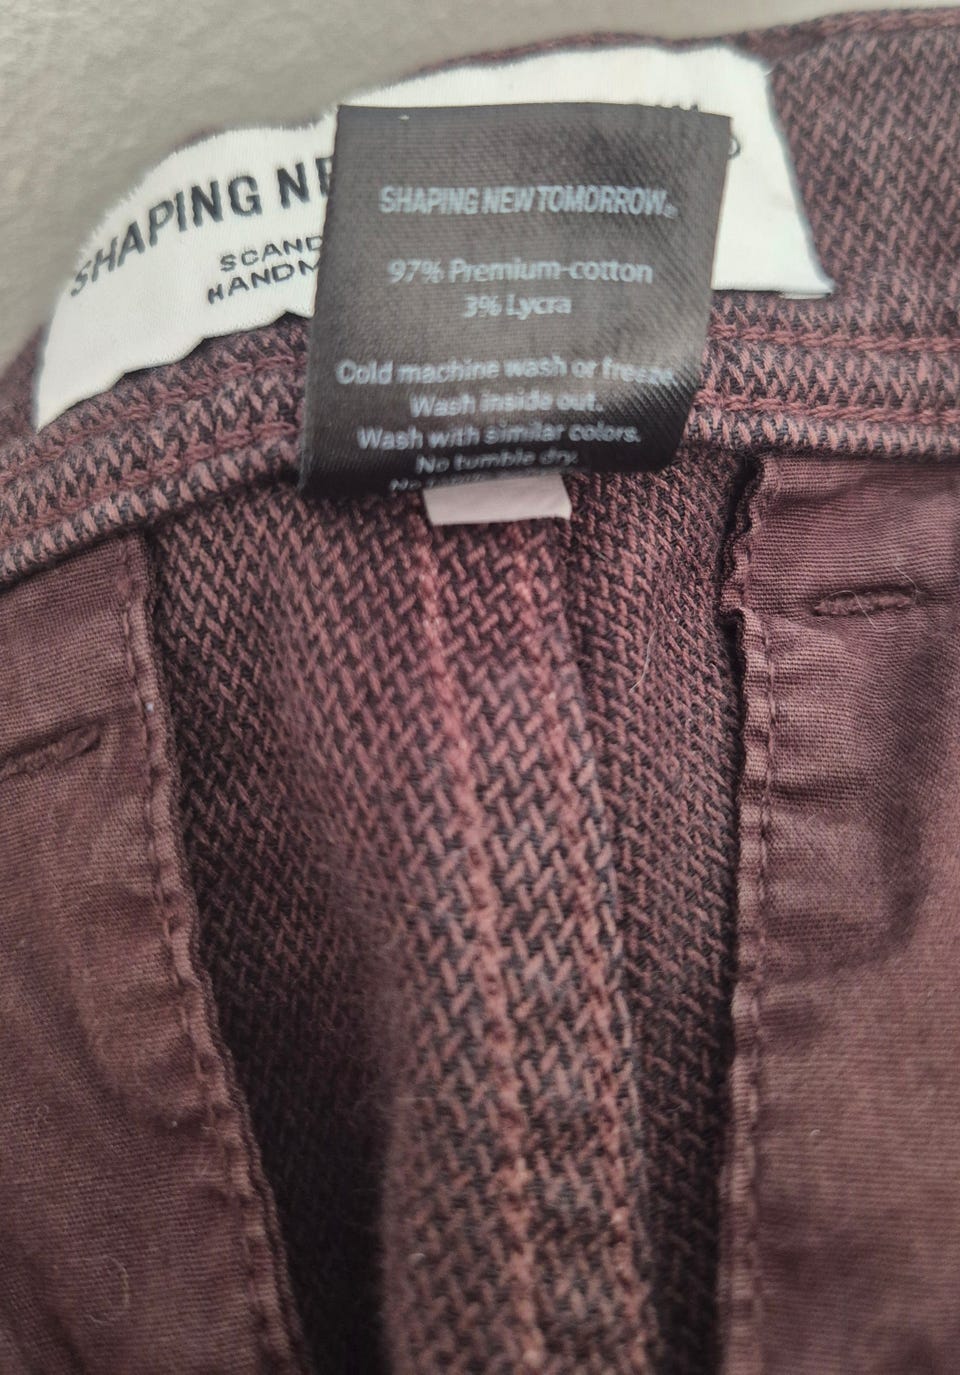 SHAPING NE
SCAND
HANDM
SHAPING NEW TOMORROW®
97% Premium-cotton
3% Lycra
Cold machine wash or freeze.
Wash inside out.
Wash with similar colors.
No tumble dry.